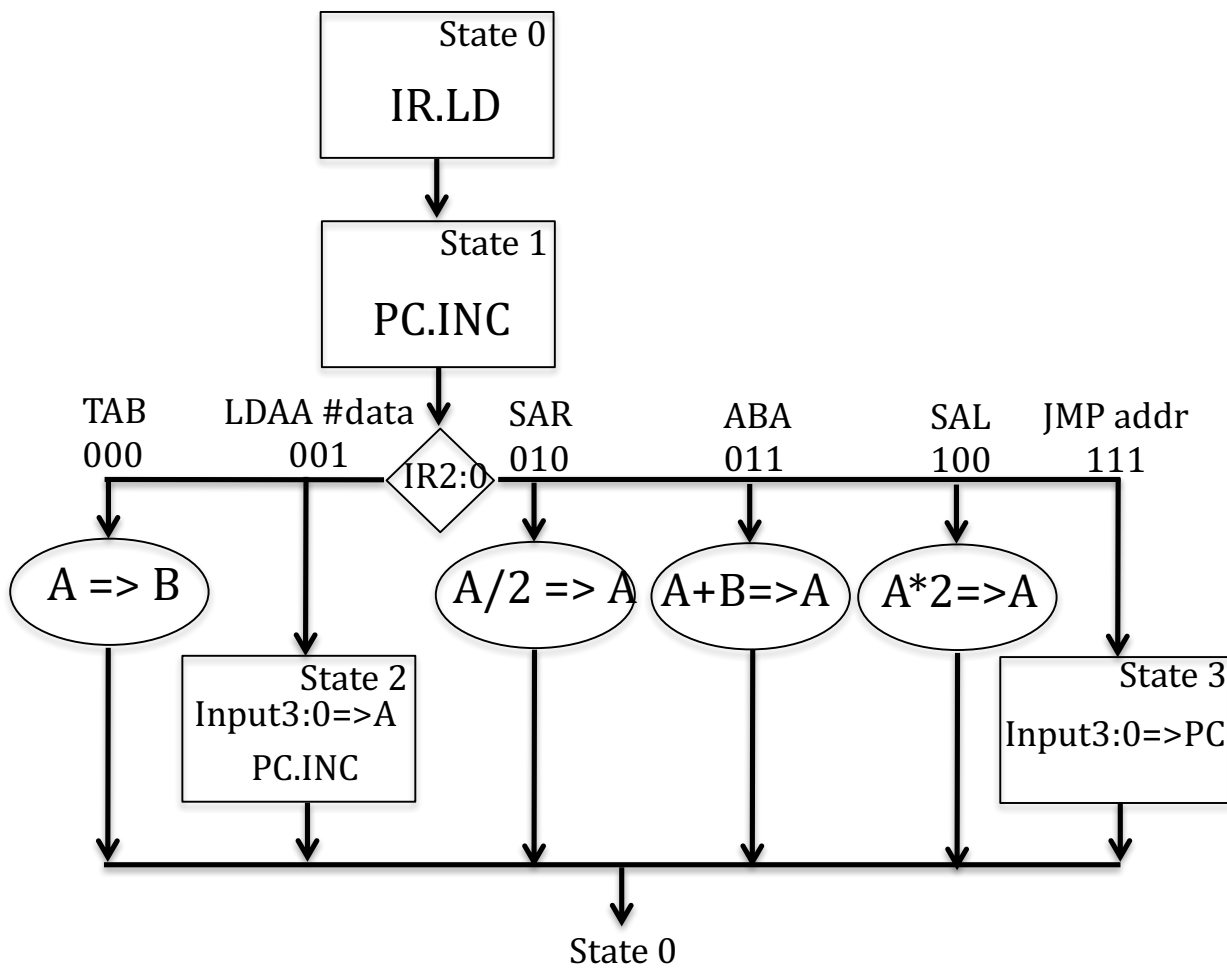 State 0
IR.LD
State 1
PC.INC
TAB
000
LDAA #data
001
IR2:0
SAR
010
ABA
011
SAL
100
JMP addr
111
A => B
A/2 => A
A+B=>A
A*2=>A
State 2
Input3:0=>A
PC.INC
State 3
Input3:0=>PC
State 0